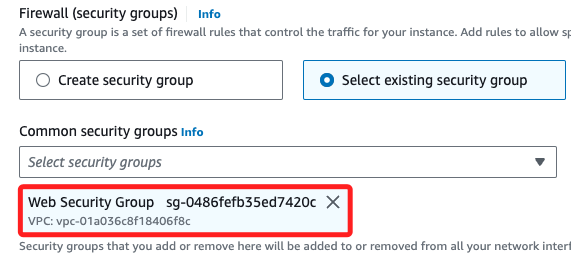 Firewall (security groups) Info
A security group is a set of firewall rules that control the traffic for your instance. Add rules to allow
instance.
Create security group
Select existing security group
Common security groups Info
Select security groups
Web Security Group sg-0486fefb35ed7420c
VPC: vpc-01a036c8f18406f8c
Security groups that you add or remove here will be added to or removed from all your network